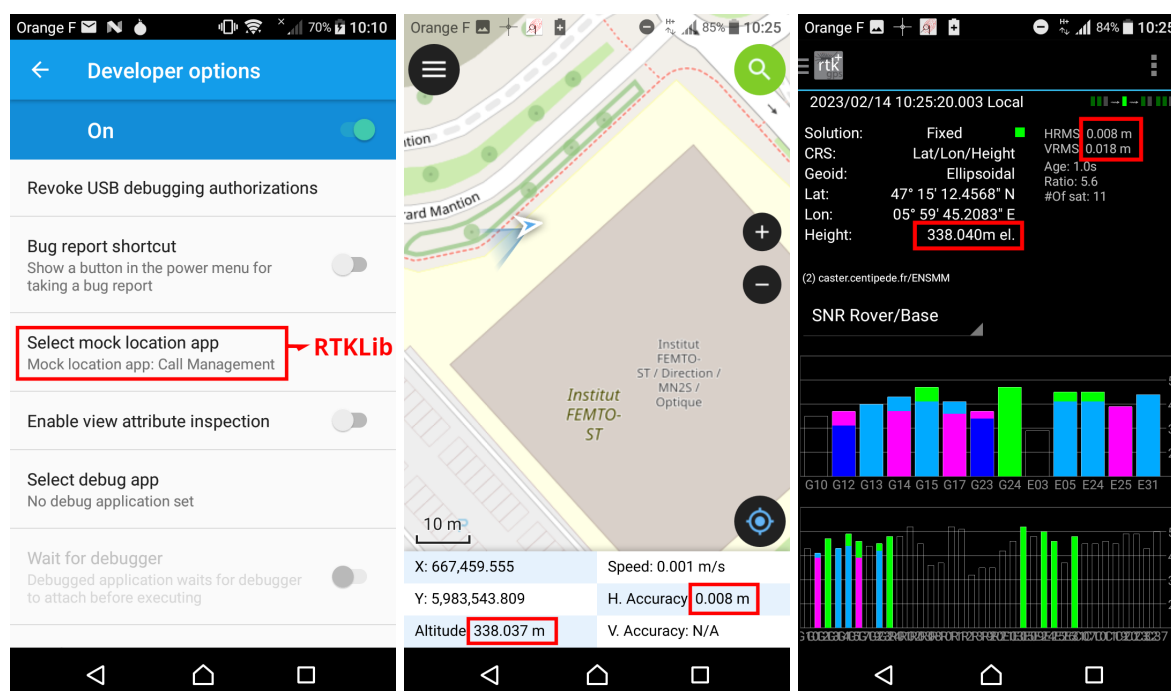 Orange F
70%
10:10
Developer options
On
Revoke USB debugging authorizations
Bug report shortcut
Show a button in the power menu for
taking a bug report
Select mock location app
Mock location app: Call Management
RTKLib
Enable view attribute inspection
Select debug app
No debug application set
Wait for debugger
Debugged application waits for debugger
to attach before executing
Orange F
H+
85%
10:25
ition
ard Mantion
+
−
Institut
FEMTO-
ST / Direction /
MN2S /
Optique
Institut
FEMTO-
ST
10 m
X: 667,459.555
Speed: 0.001 m/s
Y: 5,983,543.809
H. Accuracy 0.008 m
Altitude 338.037 m
V. Accuracy: N/A
Orange F
H+
84%
10:25
rtk+
2023/02/14 10:25:20.003 Local
Solution: Fixed
HRMS: 0.008 m
CRS: Lat/Lon/Height
VRMS: 0.018 m
Geoid: Ellipsoidal
Age: 1.0s
Ratio: 5.6
Lat: 47° 15' 12.4568" N
#Of sat: 11
Lon: 05° 59' 45.2083" E
Height: 338.040m el.
(2) caster.centipede.fr/ENSMM
SNR Rover/Base
G10 G12 G13 G14 G15 G17 G23 G24 E03 E05 E24 E25 E31